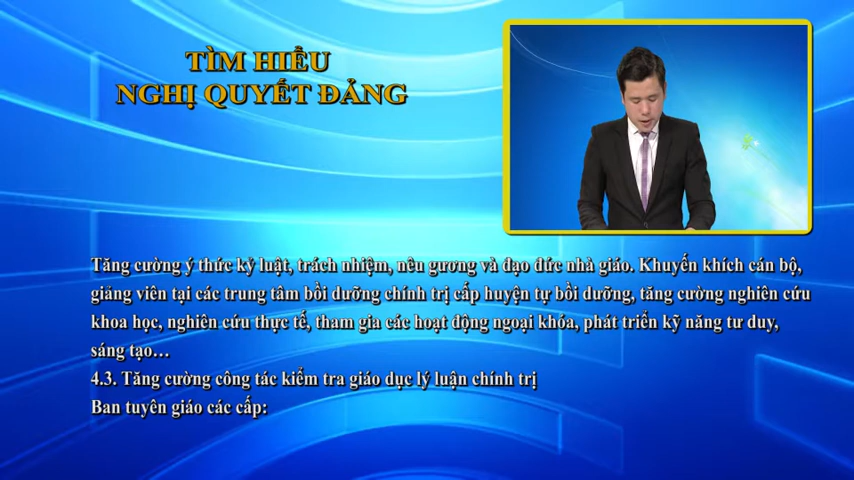 TÌM HIỂU
NGHỊ QUYẾT ĐẢNG
Tăng cường ý thức kỷ luật, trách nhiệm, nêu gương và đạo đức nhà giáo. Khuyến khích cán bộ,
giảng viên tại các trung tâm bồi dưỡng chính trị cấp huyện tự bồi dưỡng, tăng cường nghiên cứu
khoa học, nghiên cứu thực tế, tham gia các hoạt động ngoại khóa, phát triển kỹ năng tư duy,
sáng tạo...
4.3. Tăng cường công tác kiểm tra giáo dục lý luận chính trị
Ban tuyên giáo các cấp: